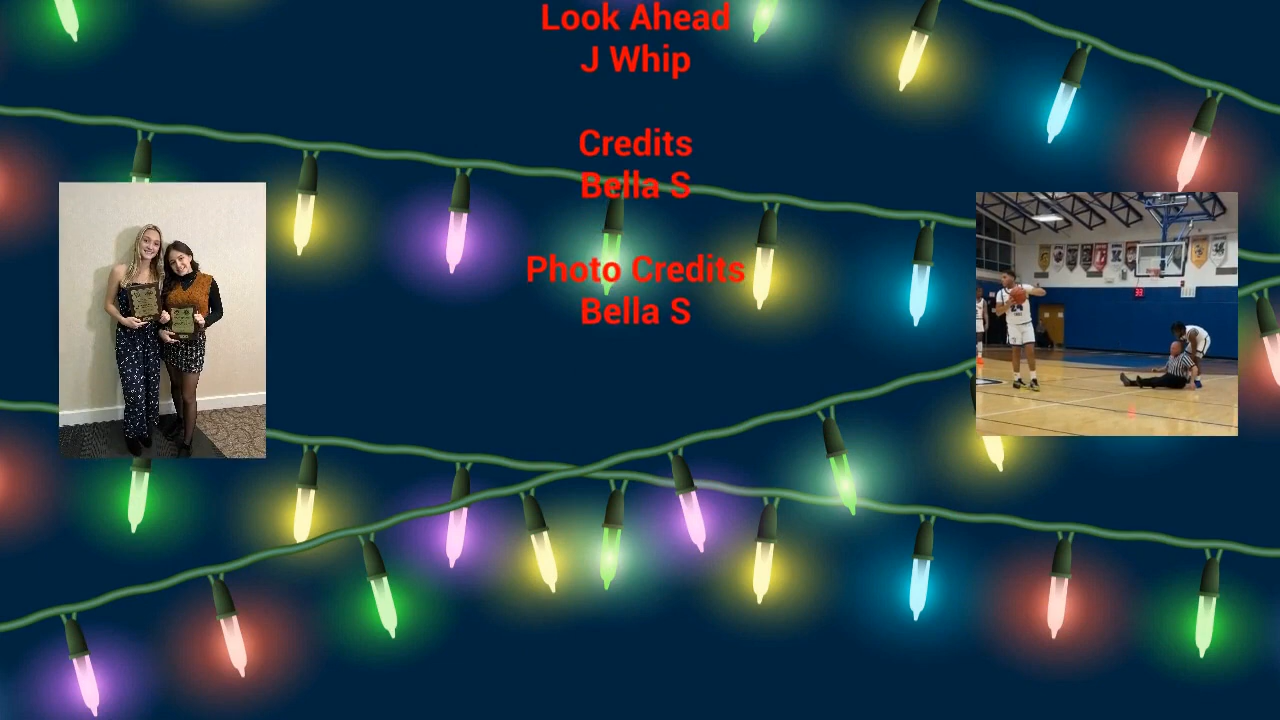 Look Ahead
J Whip
Credits
Bella S
Photo Credits
Bella S